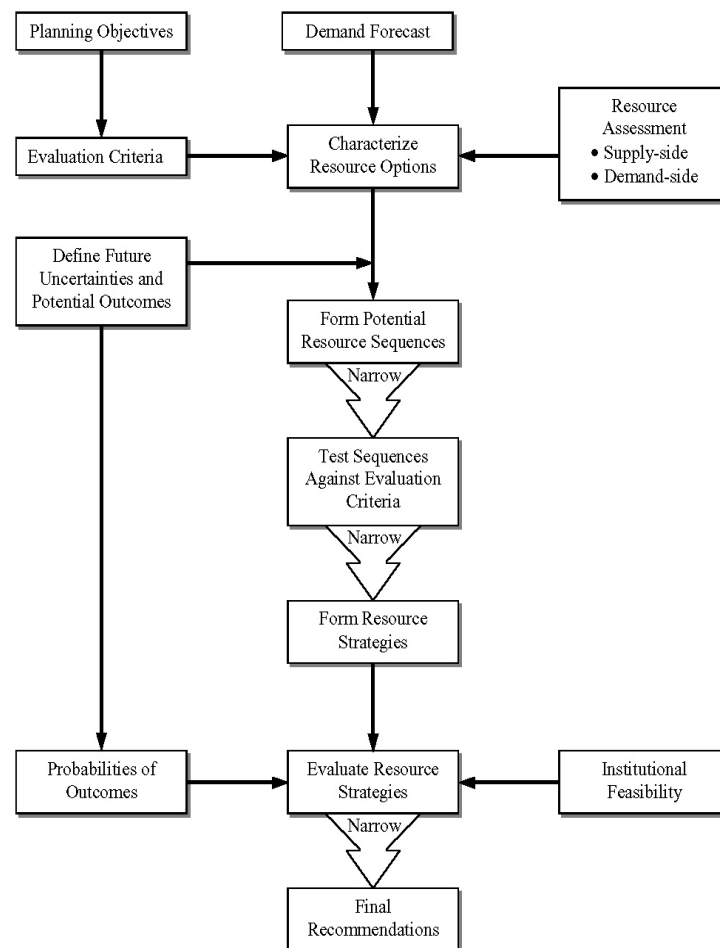 Planning Objectives
Demand Forecast
Evaluation Criteria
Characterize
Resource Options
Resource
Assessment
• Supply-side
• Demand-side
Define Future
Uncertainties and
Potential Outcomes
Form Potential
Resource Sequences
Narrow
Test Sequences
Against Evaluation
Criteria
Narrow
Form Resource
Strategies
Probabilities of
Outcomes
Evaluate Resource
Strategies
Institutional
Feasibility
Narrow
Final
Recommendations